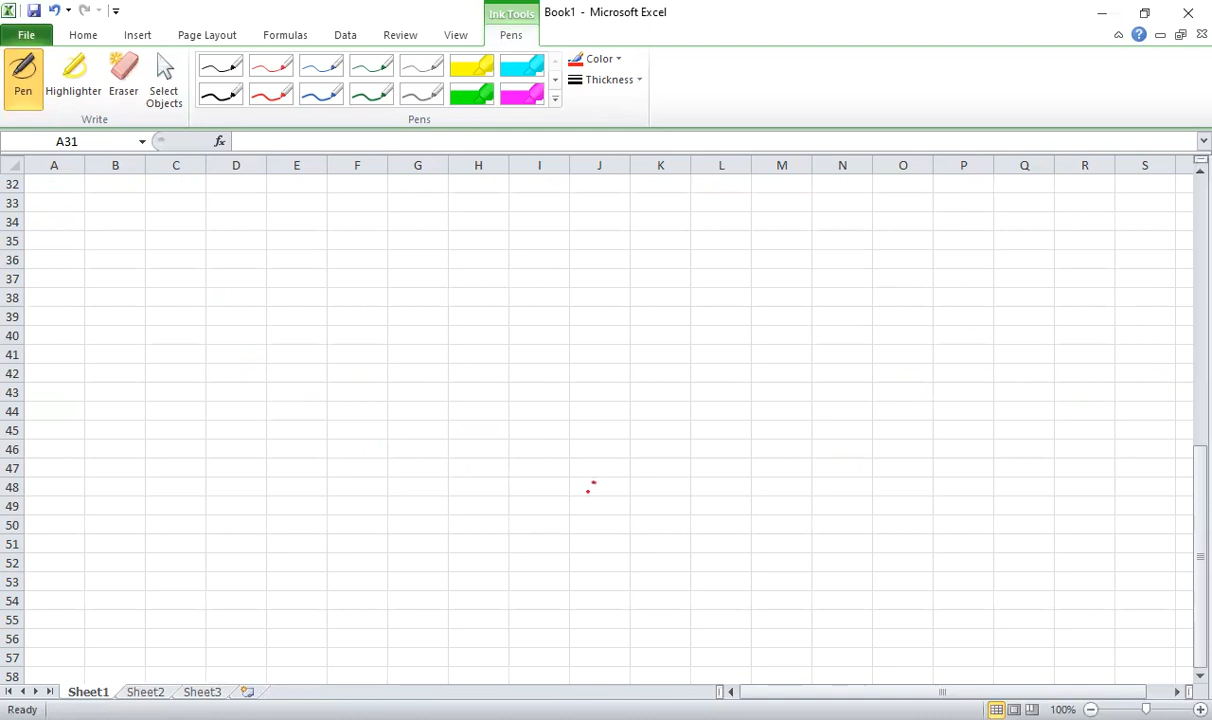 Ink Tools Book1 - Microsoft Excel
File Home Insert Page Layout Formulas Data Review View Pens
Pen Highlighter Eraser Select Objects
Color
Thickness
Write Pens
A31 fx
A B C D E F G H I J K L M N O P Q R S
32
33
34
35
36
37
38
39
40
41
42
43
44
45
46
47
48
49
50
51
52
53
54
55
56
57
58
Sheet1 Sheet2 Sheet3
Ready 100%